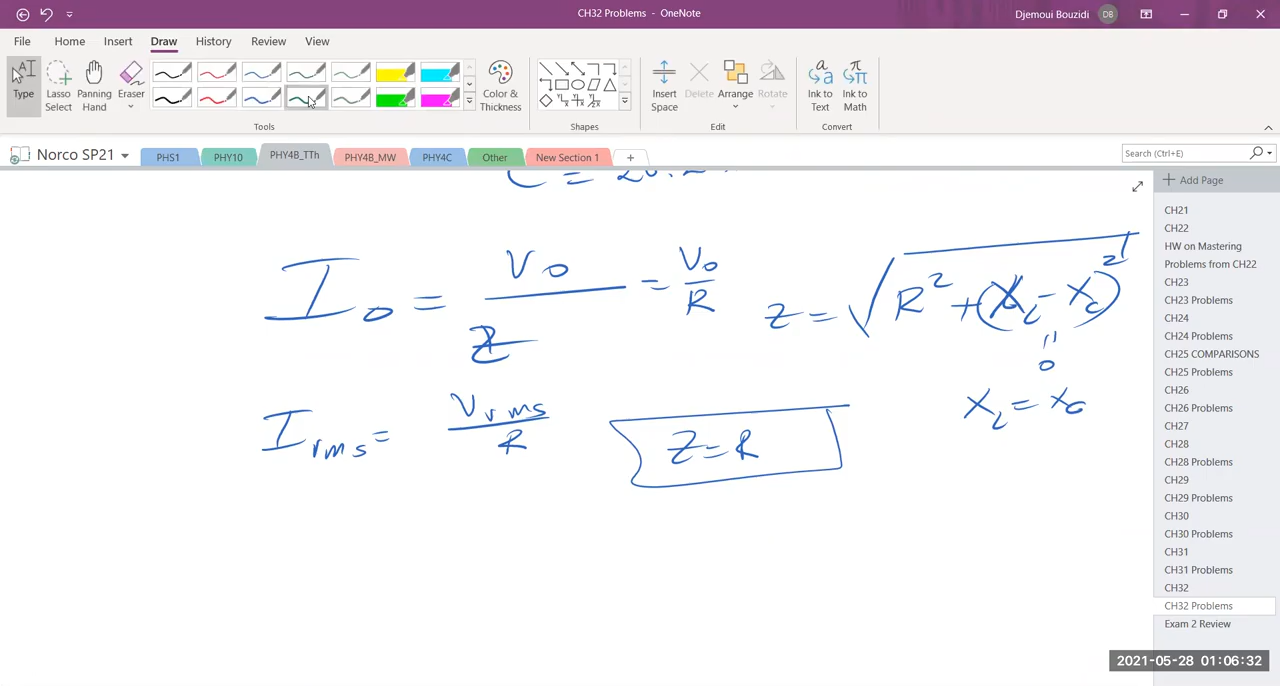 CH32 Problems - OneNote
Djemoui Bouzidi DB
File Home Insert Draw History Review View
Type Lasso Select Panning Hand Eraser Color & Thickness Insert Space Delete Arrange Rotate Ink to Text Ink to Math
Tools Shapes Edit Convert
Norco SP21 PHS1 PHY10 PHY4B_TTh PHY4B_MW PHY4C Other New Section 1 + Search (Ctrl+E)
Add Page
CH21
CH22
HW on Mastering
Problems from CH22
CH23
CH23 Problems
CH24
CH24 Problems
CH25 COMPARISONS
CH25 Problems
CH26
CH26 Problems
CH27
CH28
CH28 Problems
CH29
CH29 Problems
CH30
CH30 Problems
CH31
CH31 Problems
CH32
CH32 Problems
Exam 2 Review
I₀ = V₀/Z = V₀/R Z = √(R² + (X_L - X_C)²)
"
0
I_rms = V_rms/R Z = R X_L = X_C
2021-05-28 01:06:32